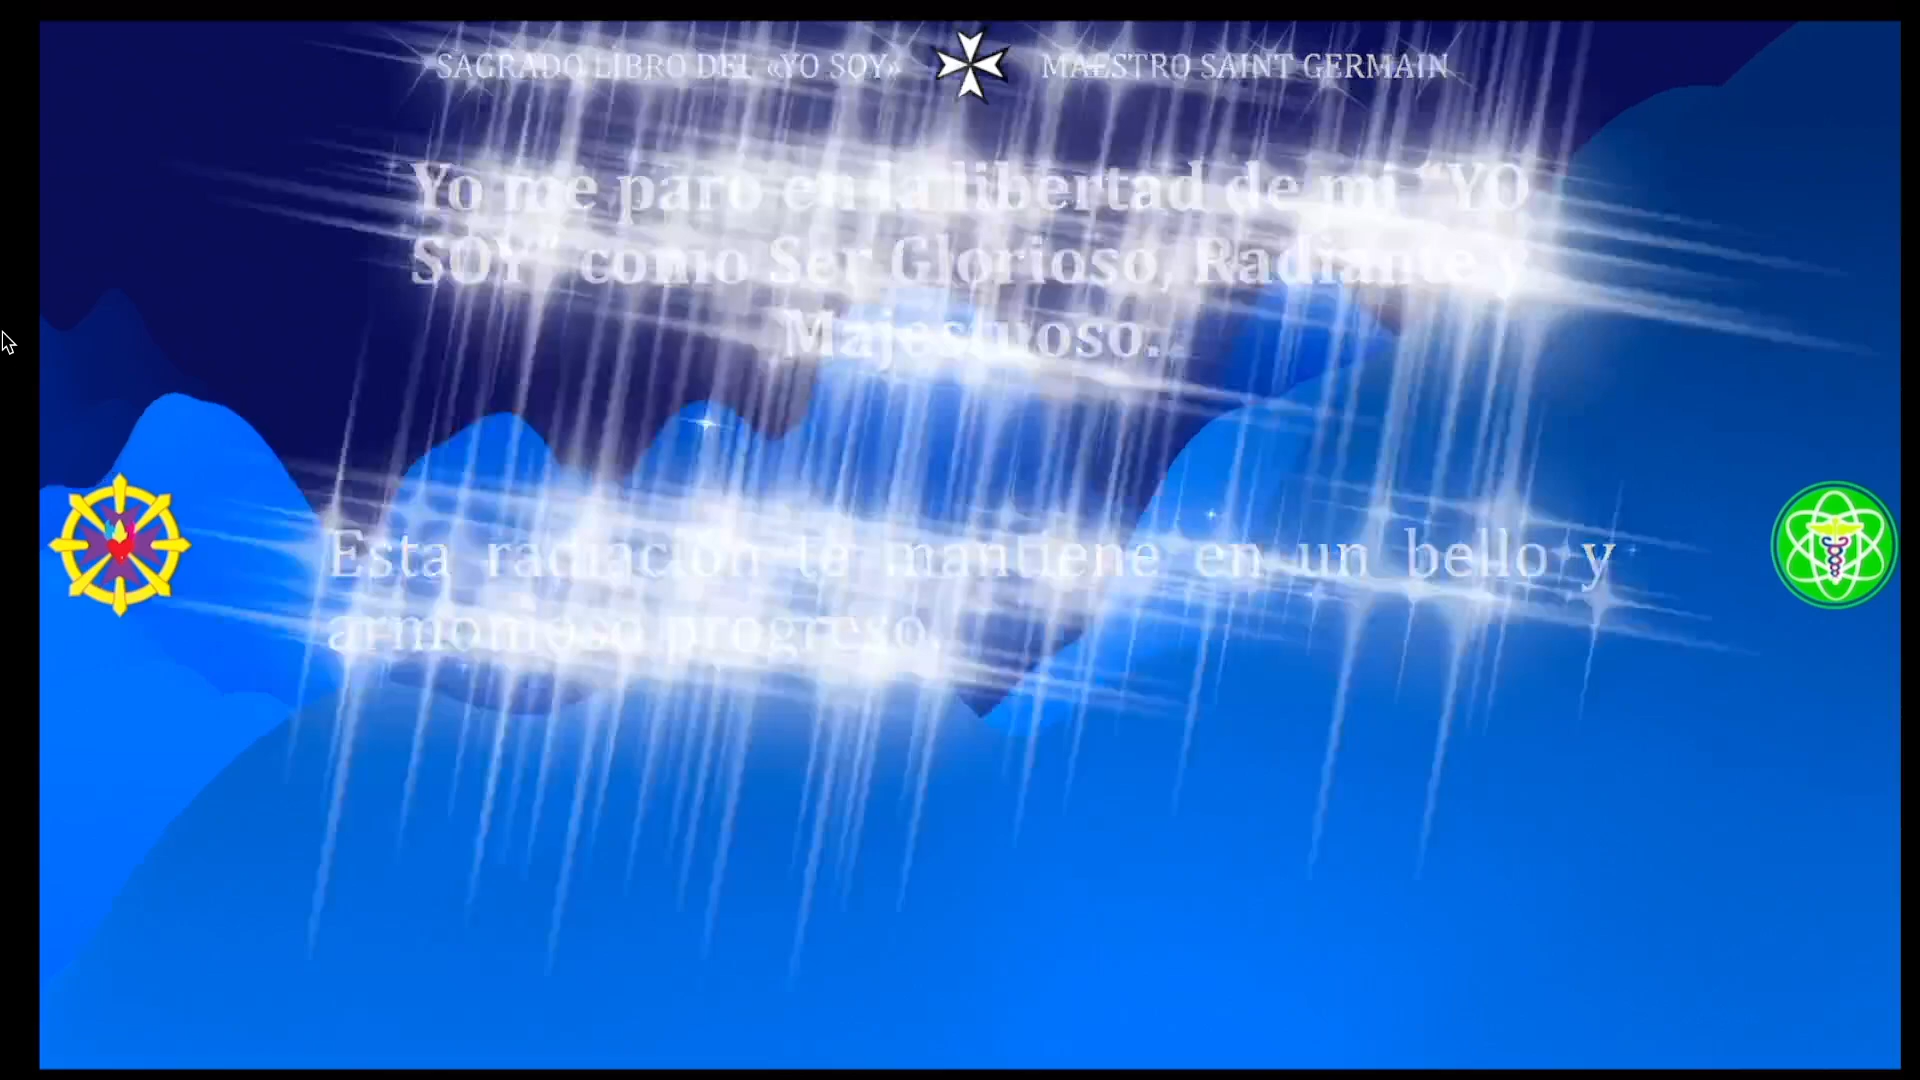 SAGRADO LIBRO DEL «YO SOY» MAESTRO SAINT GERMAIN
Yo me paro en la libertad de mi “YO
SOY” como Ser Glorioso, Radiante y
Majestuoso.
Esta radiación te mantiene en un bello y
armonioso progreso.